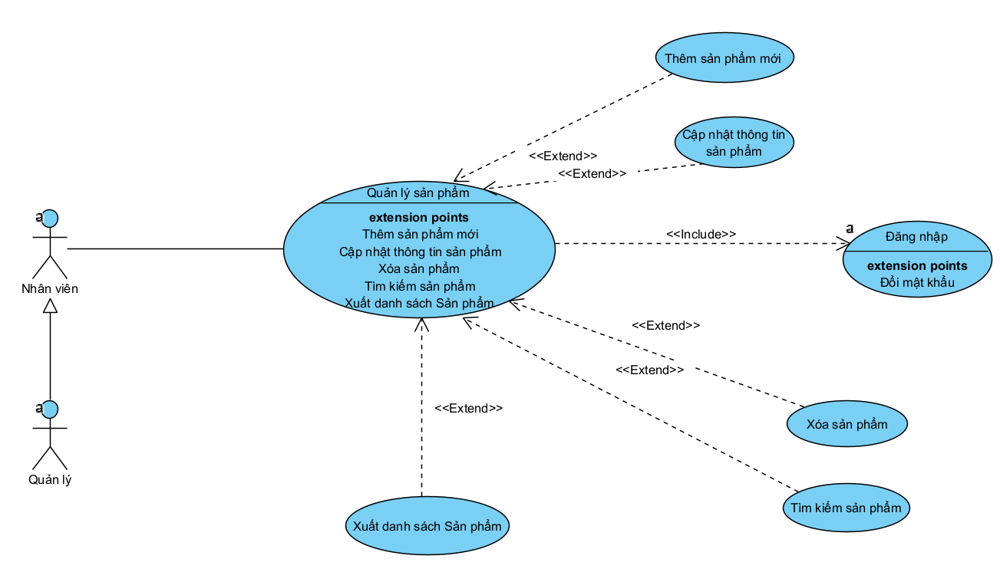 Thêm sản phẩm mới
Cập nhật thông tin
sản phẩm
<<Extend>>
<<Extend>>
Quản lý sản phẩm
extension points
Thêm sản phẩm mới
Cập nhật thông tin sản phẩm
Xóa sản phẩm
Tìm kiếm sản phẩm
Xuất danh sách Sản phẩm
a
Nhân viên
<<Include>>
a
Đăng nhập
extension points
Đổi mật khẩu
<<Extend>>
<<Extend>>
<<Extend>>
a
Quản lý
Xóa sản phẩm
Tìm kiếm sản phẩm
Xuất danh sách Sản phẩm